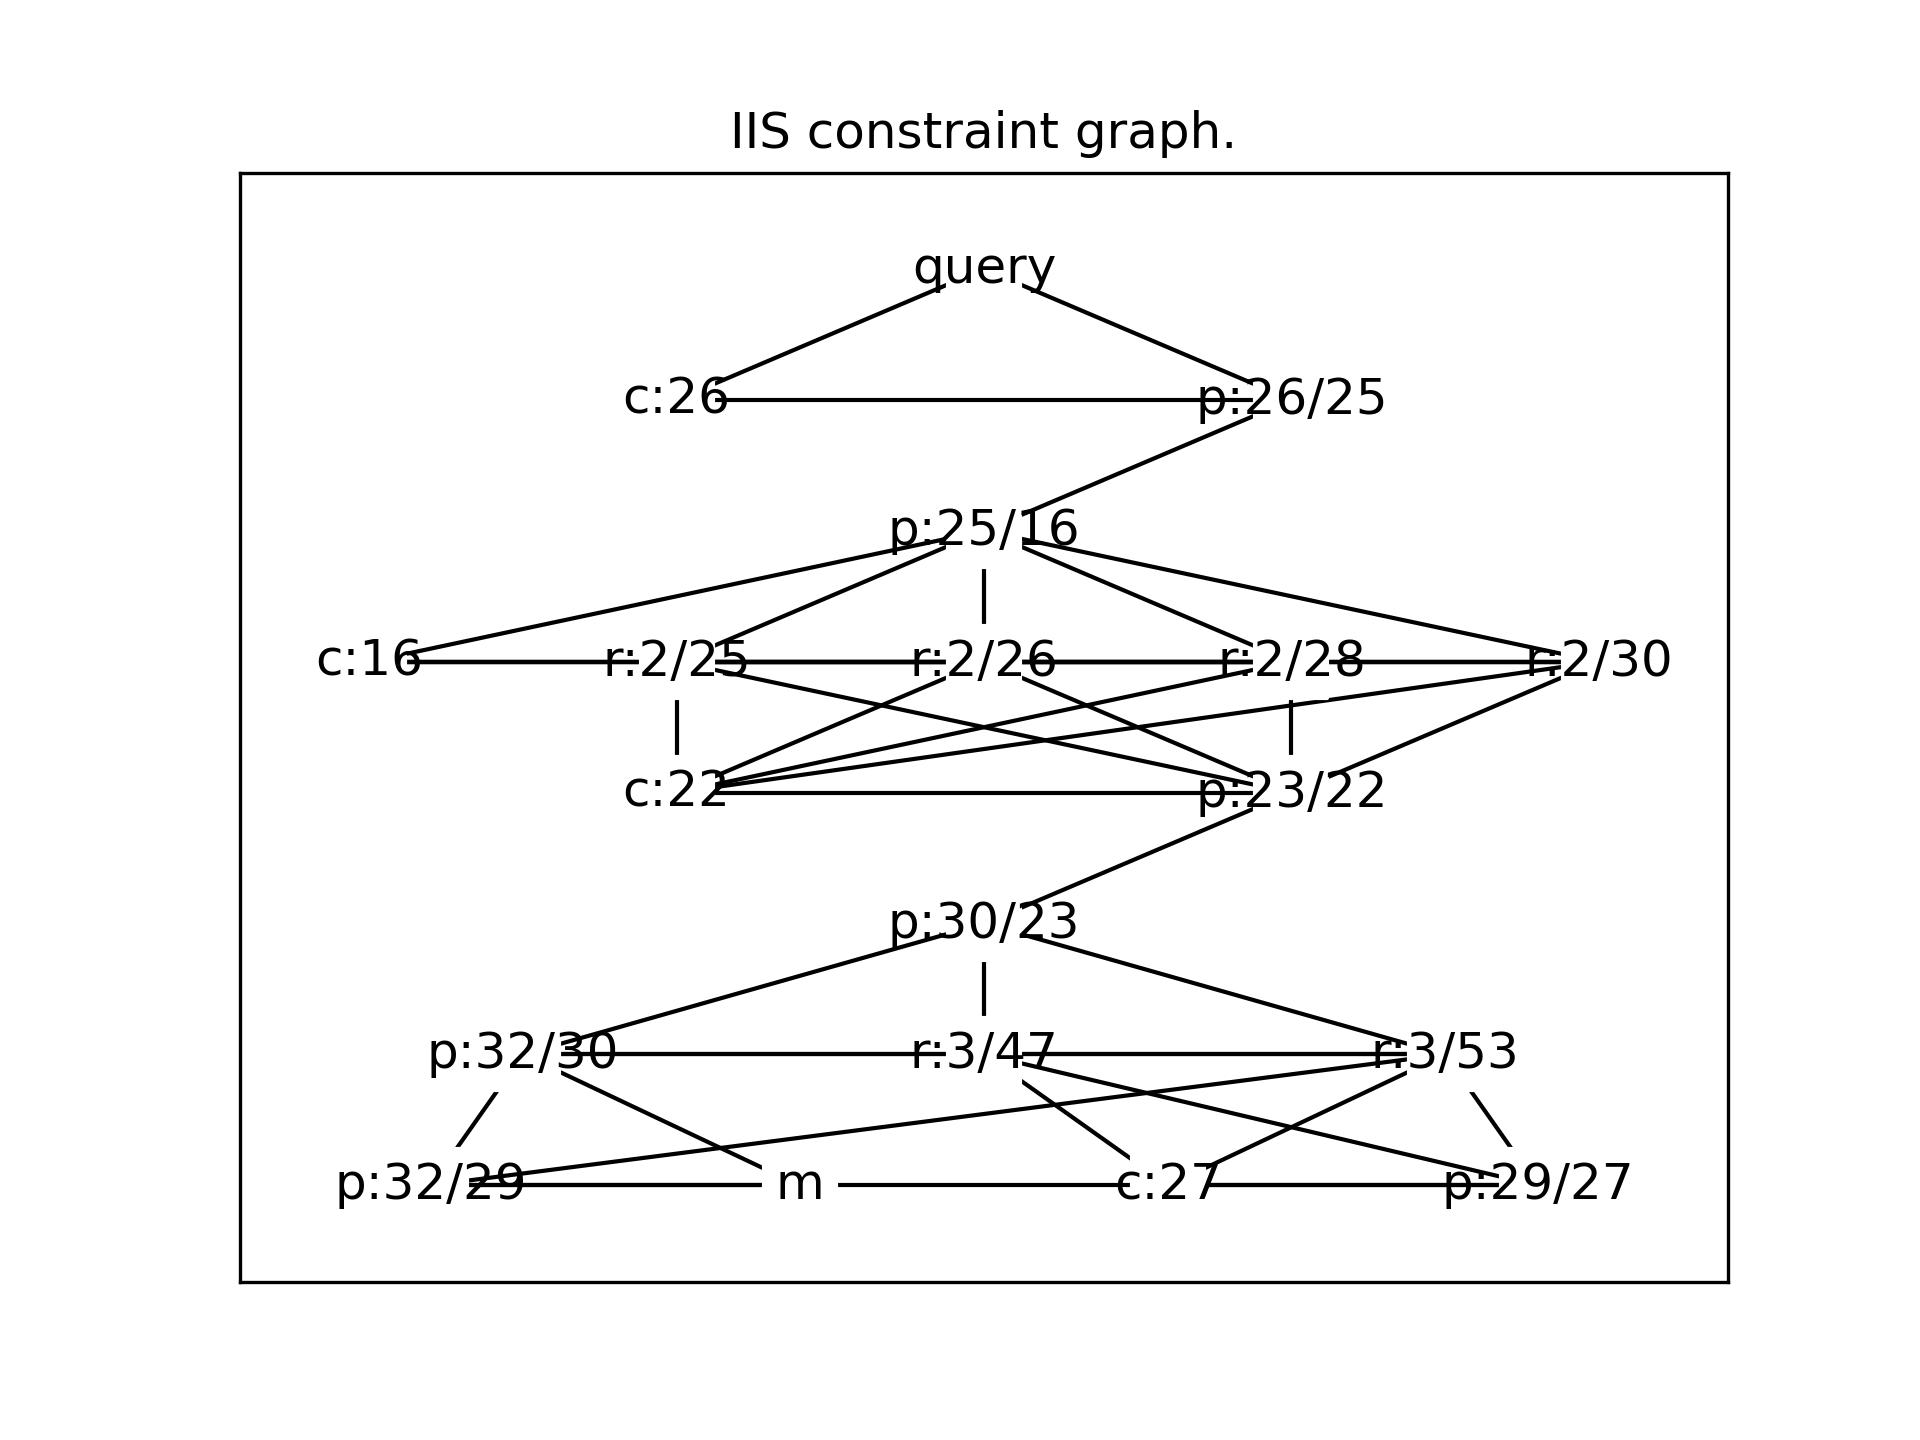 IIS constraint graph.
query
c:26 p:26/25
p:25/16
c:16 r:2/25 r:2/26 r:2/28 r:2/30
c:22 p:23/22
p:30/23
p:32/30 r:3/47 r:3/53
p:32/29 m c:27 p:29/27